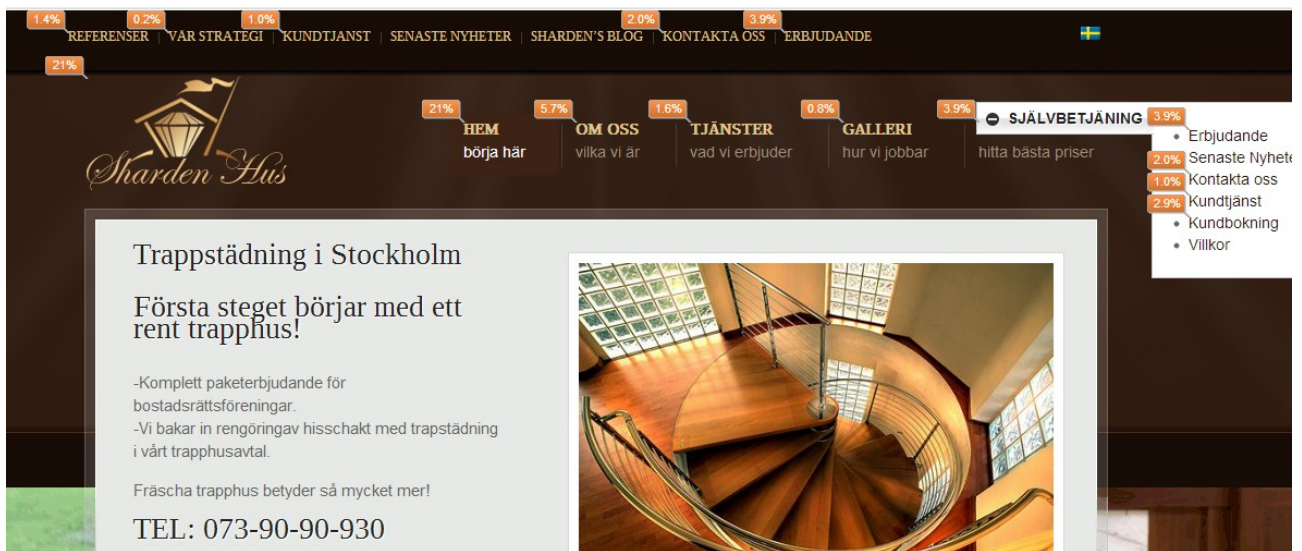 1.4% 0.2% 1.0% 2.0% 3.9%
REFERENSER VÅR STRATEGI KUNDTJÄNST SENASTE NYHETER SHARDEN'S BLOG KONTAKTA OSS ERBJUDANDE
21%
Sharden Hus
21% 5.7% 1.6% 0.8% 3.9%
HEM OM OSS TJÄNSTER GALLERI SJÄLVBETJÄNING
börja här vilka vi är vad vi erbjuder hur vi jobbar hitta bästa priser
3.9%
Erbjudande
2.0% Senaste Nyhete
1.0% Kontakta oss
2.9% Kundtjänst
Kundbokning
Villkor
Trappstädning i Stockholm
Första steget börjar med ett
rent trapphus!
-Komplett paketerbjudande för
bostadsrättsföreningar.
-Vi bakar in rengöringav hisschakt med trapstädning
i vårt trapphusavtal.
Fräscha trapphus betyder så mycket mer!
TEL: 073-90-90-930